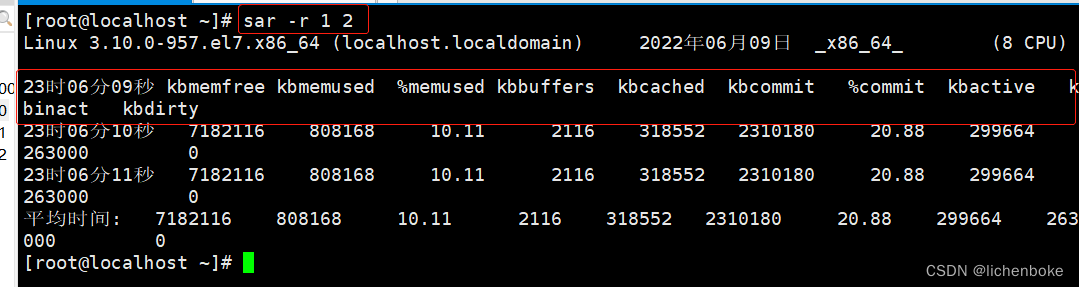 [root@localhost ~]# sar -r 1 2
Linux 3.10.0-957.el7.x86_64 (localhost.localdomain) 2022年06月09日 _x86_64_ (8 CPU)
00
23时06分09秒 kbmemfree kbmemused %memused kbbuffers kbcached kbcommit %commit kbactive k
0
binact kbdirty
1
23时06分10秒 7182116 808168 10.11 2116 318552 2310180 20.88 299664
2
263000 0
23时06分11秒 7182116 808168 10.11 2116 318552 2310180 20.88 299664
263000 0
平均时间: 7182116 808168 10.11 2116 318552 2310180 20.88 299664 263
000 0
[root@localhost ~]#
CSDN @lichenboke